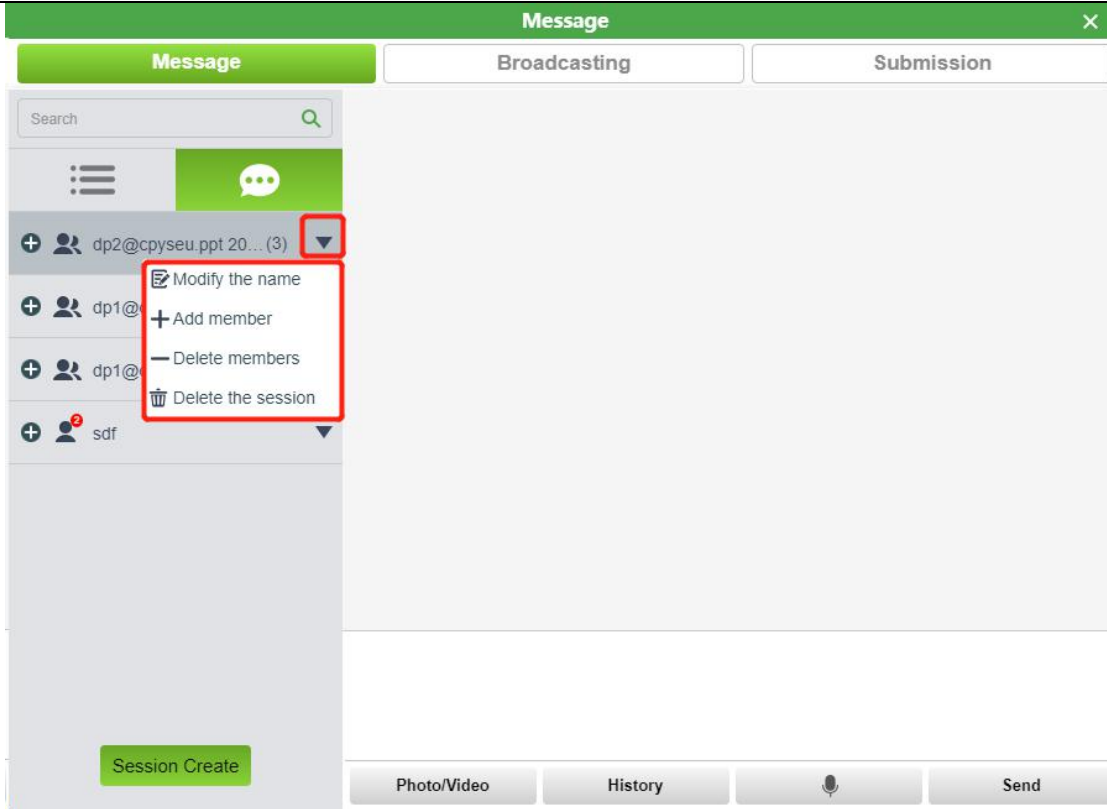 Message
Message
Broadcasting
Submission
Search
dp2@cpyseu.ppt 20...(3)
Modify the name
dp1@
Add member
Delete members
dp1@
Delete the session
2
sdf
Session Create
Photo/Video
History
Send